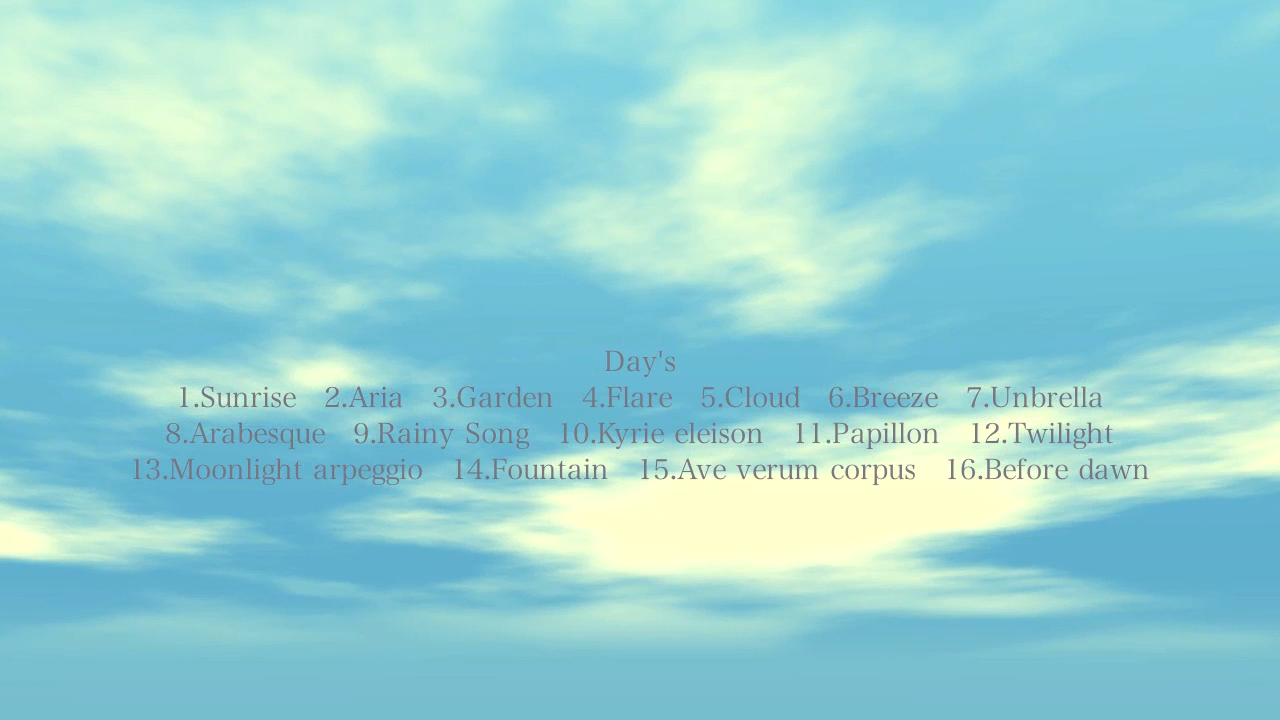 Day's
1.Sunrise 2.Aria 3.Garden 4.Flare 5.Cloud 6.Breeze 7.Unbrella
8.Arabesque 9.Rainy Song 10.Kyrie eleison 11.Papillon 12.Twilight
13.Moonlight arpeggio 14.Fountain 15.Ave verum corpus 16.Before dawn